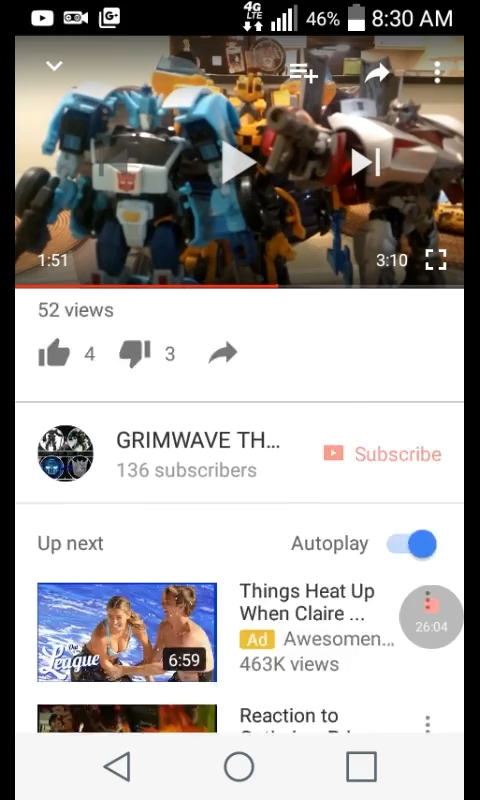 4G
LTE
46%
8:30 AM
1:51
3:10
52 views
4
3
GRIMWAVE TH...
136 subscribers
Subscribe
Up next
Autoplay
Things Heat Up
When Claire ...
Ad Awesomen...
463K views
On
League
6:59
26:04
Reaction to